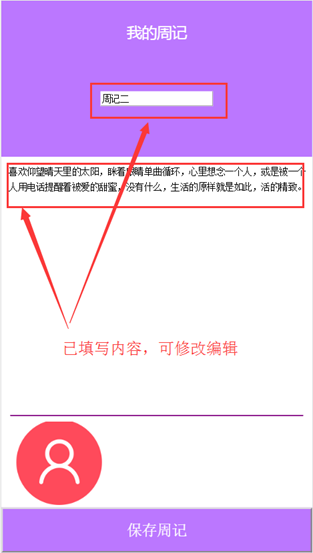 我的周记
周记二
喜欢仰望晴天里的太阳，眯着眼睛单曲循环，心里想念一个人，或是被一个
人用电话提醒着被爱的甜蜜，没有什么，生活的原样就是如此，活的精致。
已填写内容，可修改编辑
保存周记